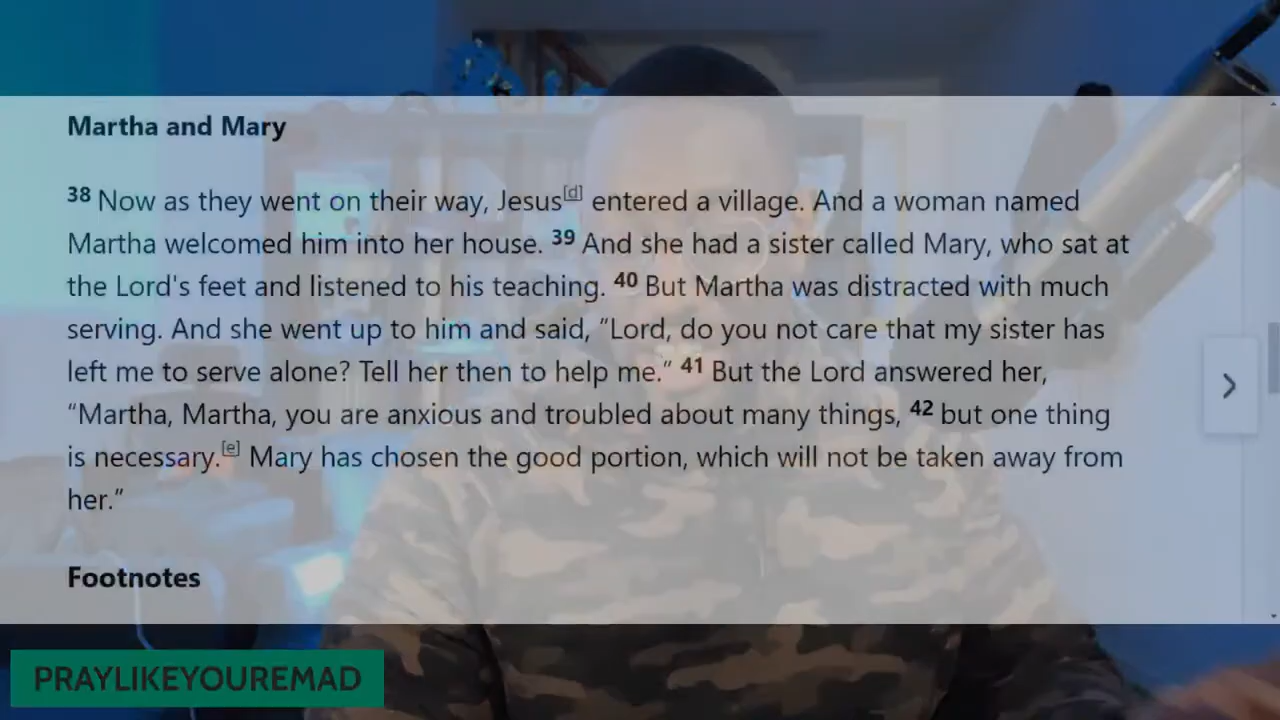 Martha and Mary
38 Now as they went on their way, Jesus[d] entered a village. And a woman named
Martha welcomed him into her house. 39 And she had a sister called Mary, who sat at
the Lord's feet and listened to his teaching. 40 But Martha was distracted with much
serving. And she went up to him and said, “Lord, do you not care that my sister has
left me to serve alone? Tell her then to help me.” 41 But the Lord answered her,
“Martha, Martha, you are anxious and troubled about many things, 42 but one thing
is necessary.[e] Mary has chosen the good portion, which will not be taken away from
her.”
Footnotes
PRAYLIKEYOUREMAD